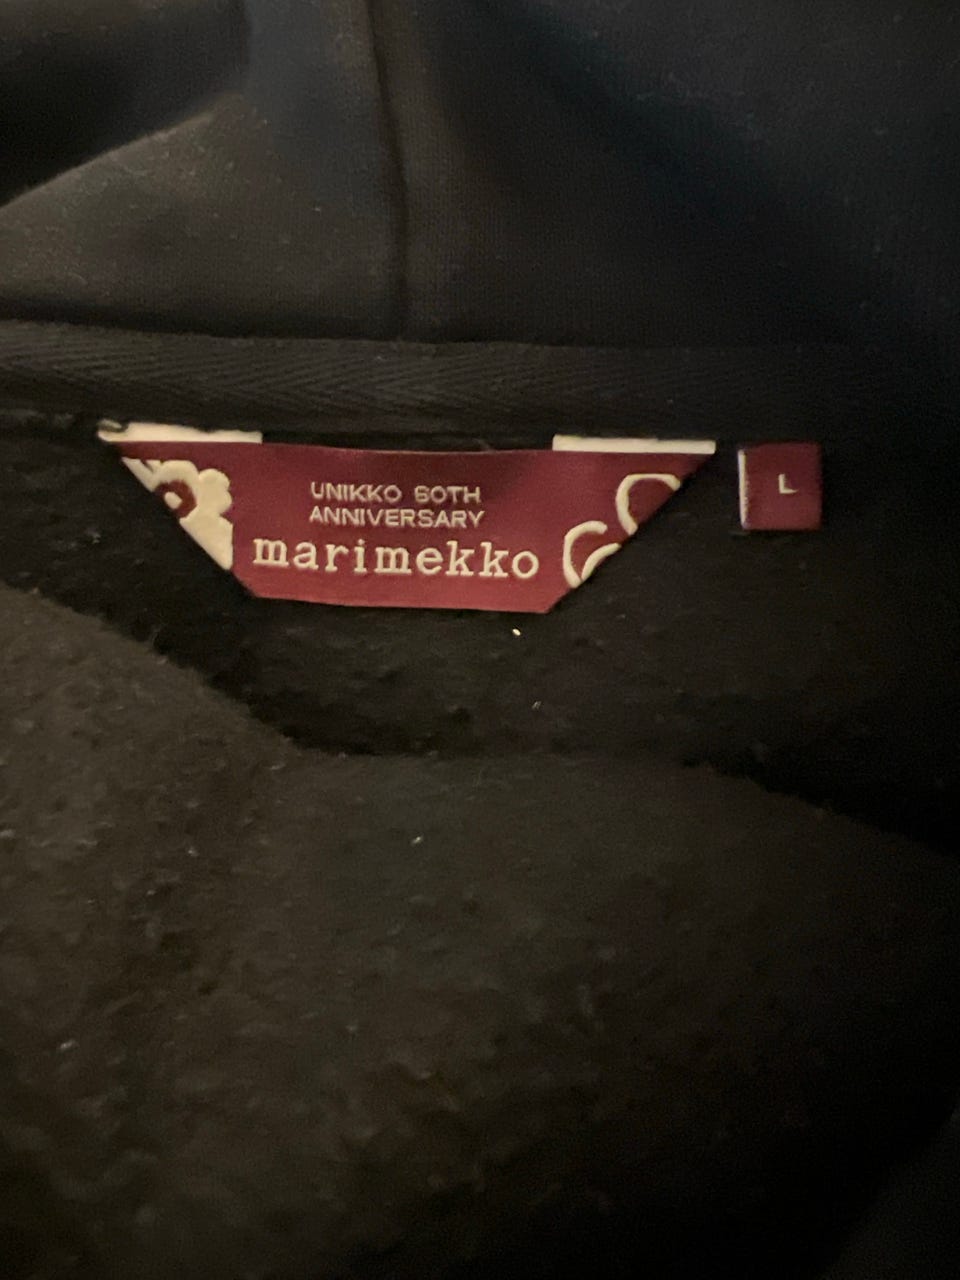 UNIKKO 60TH
ANNIVERSARY
marimekko
L